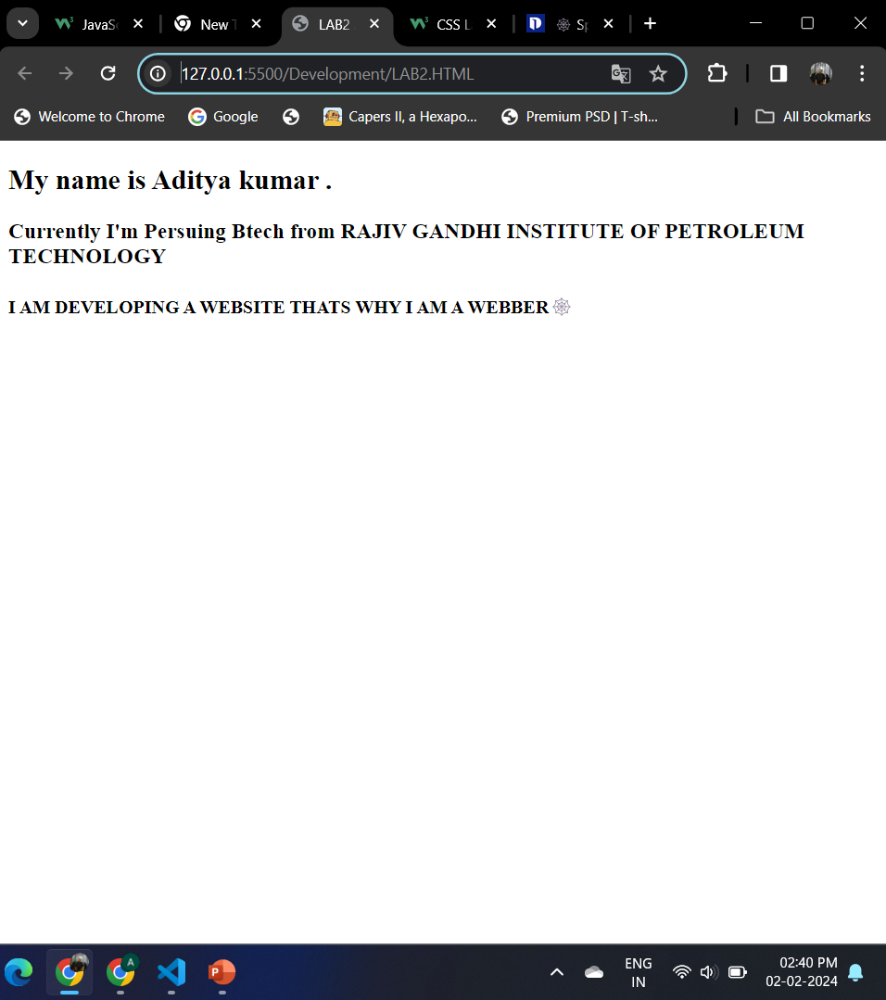 JavaSc
New T
LAB2
CSS L
Sp
127.0.0.1:5500/Development/LAB2.HTML
Welcome to Chrome
Google
Capers II, a Hexapo...
Premium PSD | T-sh...
All Bookmarks
My name is Aditya kumar .
Currently I'm Persuing Btech from RAJIV GANDHI INSTITUTE OF PETROLEUM
TECHNOLOGY
I AM DEVELOPING A WEBSITE THATS WHY I AM A WEBBER 🕸
ENG
IN
02:40 PM
02-02-2024